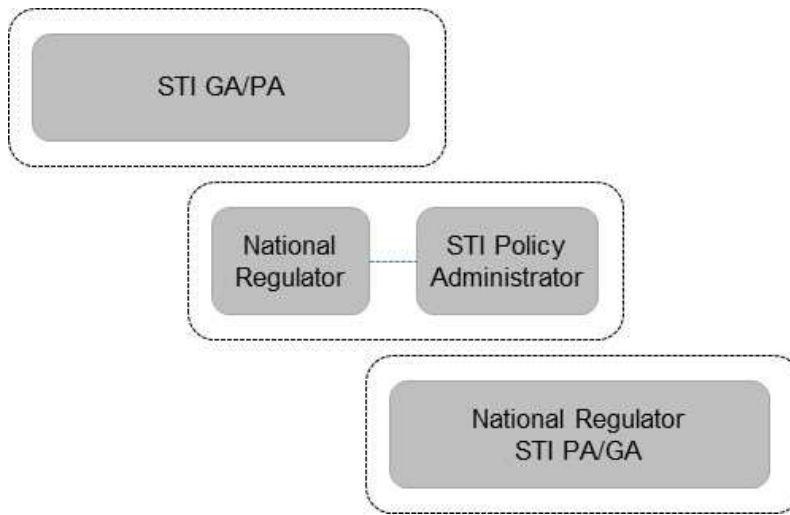 STI GA/PA
National
Regulator
STI Policy
Administrator
National Regulator
STI PA/GA